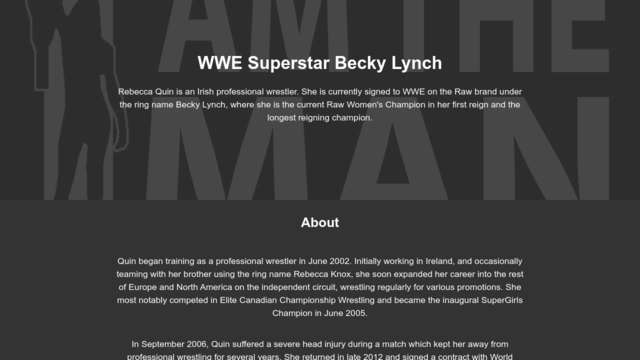 AM THE
MAN
WWE Superstar Becky Lynch
Rebecca Quin is an Irish professional wrestler. She is currently signed to WWE on the Raw brand under
the ring name Becky Lynch, where she is the current Raw Women's Champion in her first reign and the
longest reigning champion.
About
Quin began training as a professional wrestler in June 2002. Initially working in Ireland, and occasionally
teaming with her brother using the ring name Rebecca Knox, she soon expanded her career into the rest
of Europe and North America on the independent circuit, wrestling regularly for various promotions. She
most notably competed in Elite Canadian Championship Wrestling and became the inaugural SuperGirls
Champion in June 2005.
In September 2006, Quin suffered a severe head injury during a match which kept her away from
professional wrestling for several years. She returned in late 2012 and signed a contract with World